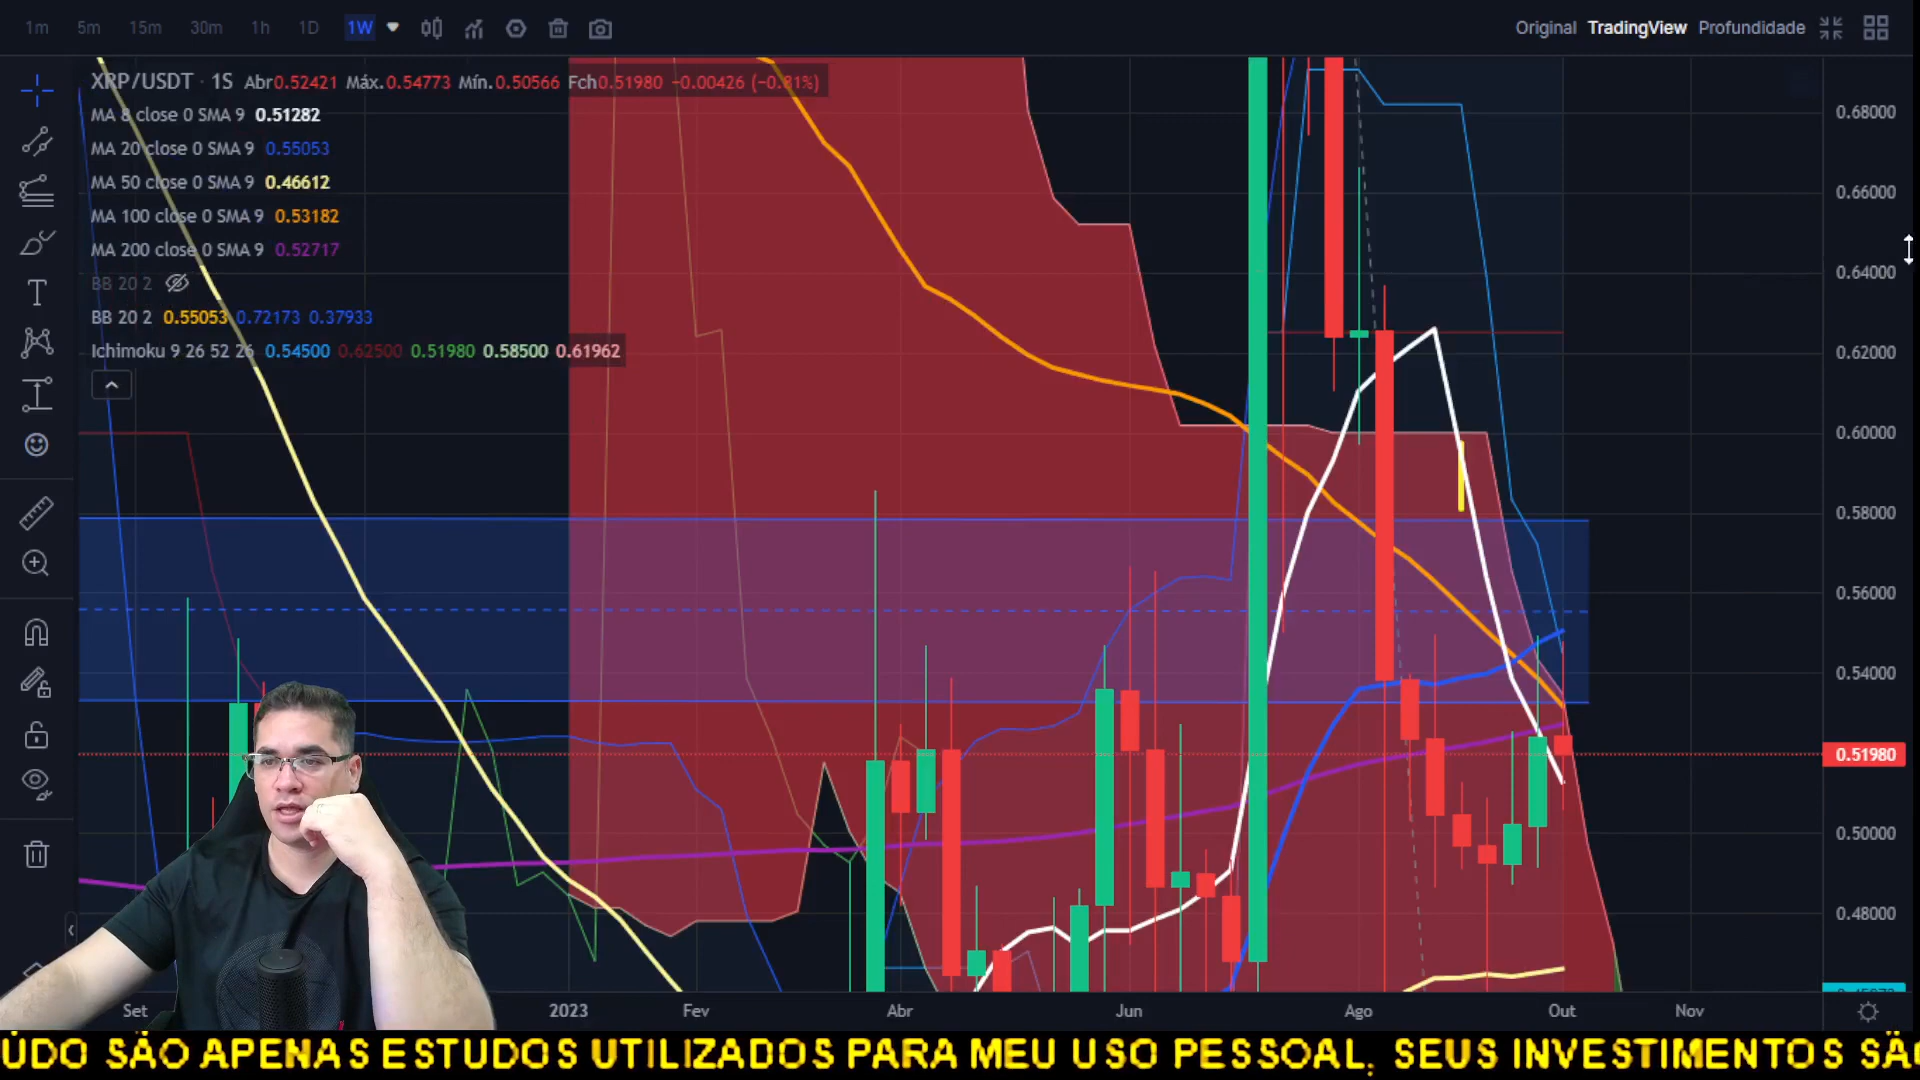 1m 5m 15m 30m 1h 1D 1W
Original TradingView Profundidade
XRP/USDT · 1S Abr0.52421 Máx.0.54773 Mín.0.50566 Fch0.51980 −0.00426 (−0.81%)
MA 8 close 0 SMA 9 0.51282
MA 20 close 0 SMA 9 0.55053
MA 50 close 0 SMA 9 0.46612
MA 100 close 0 SMA 9 0.53182
MA 200 close 0 SMA 9 0.52717
BB 20 2
BB 20 2 0.55053 0.72173 0.37933
Ichimoku 9 26 52 26 0.54500 0.62500 0.51980 0.58500 0.61962
0.68000
0.66000
0.64000
0.62000
0.60000
0.58000
0.56000
0.54000
0.51980
0.50000
0.48000
Set 2023 Fev Abr Jun Ago Out Nov
ÚDO SÃO APENAS ESTUDOS UTILIZADOS PARA MEU USO PESSOAL, SEUS INVESTIMENTOS SÃ